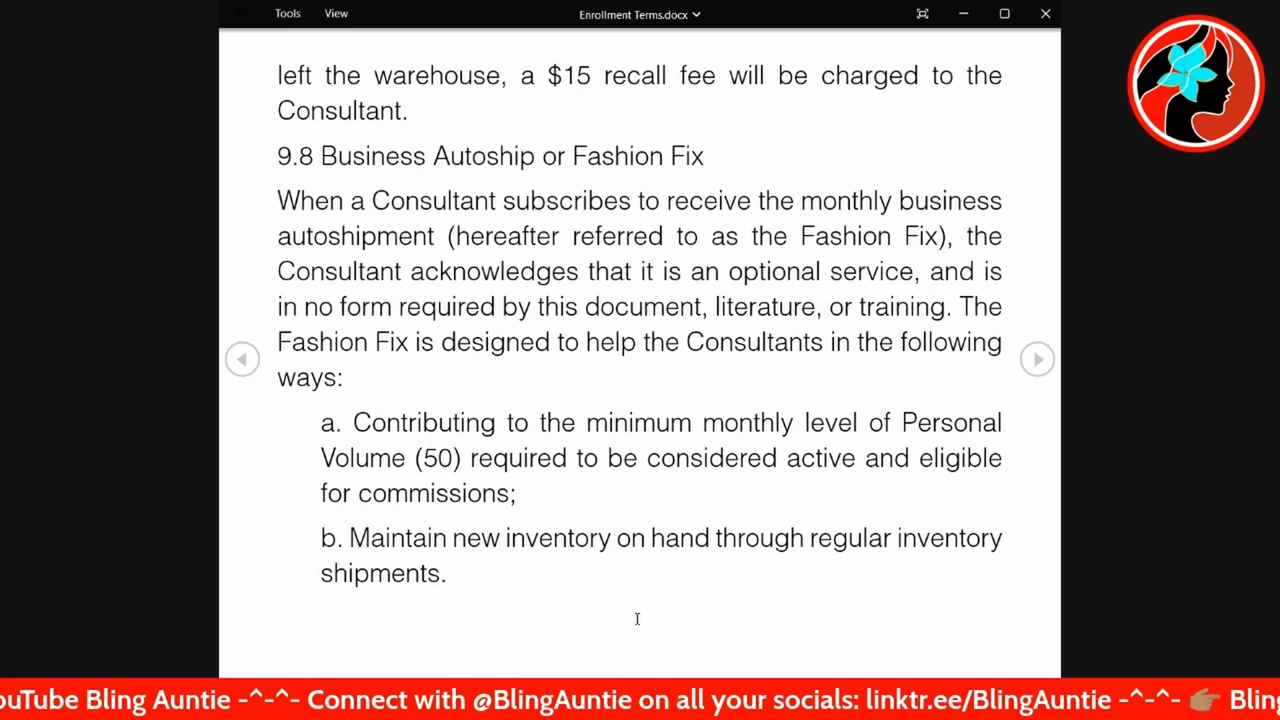 Tools View Enrollment Terms.docx
left the warehouse, a $15 recall fee will be charged to the
Consultant.
9.8 Business Autoship or Fashion Fix
When a Consultant subscribes to receive the monthly business
autoshipment (hereafter referred to as the Fashion Fix), the
Consultant acknowledges that it is an optional service, and is
in no form required by this document, literature, or training. The
Fashion Fix is designed to help the Consultants in the following
ways:
a. Contributing to the minimum monthly level of Personal
Volume (50) required to be considered active and eligible
for commissions;
b. Maintain new inventory on hand through regular inventory
shipments.
ouTube Bling Auntie -^-^- Connect with @BlingAuntie on all your socials: linktr.ee/BlingAuntie -^-^- 👉🏽 Bling